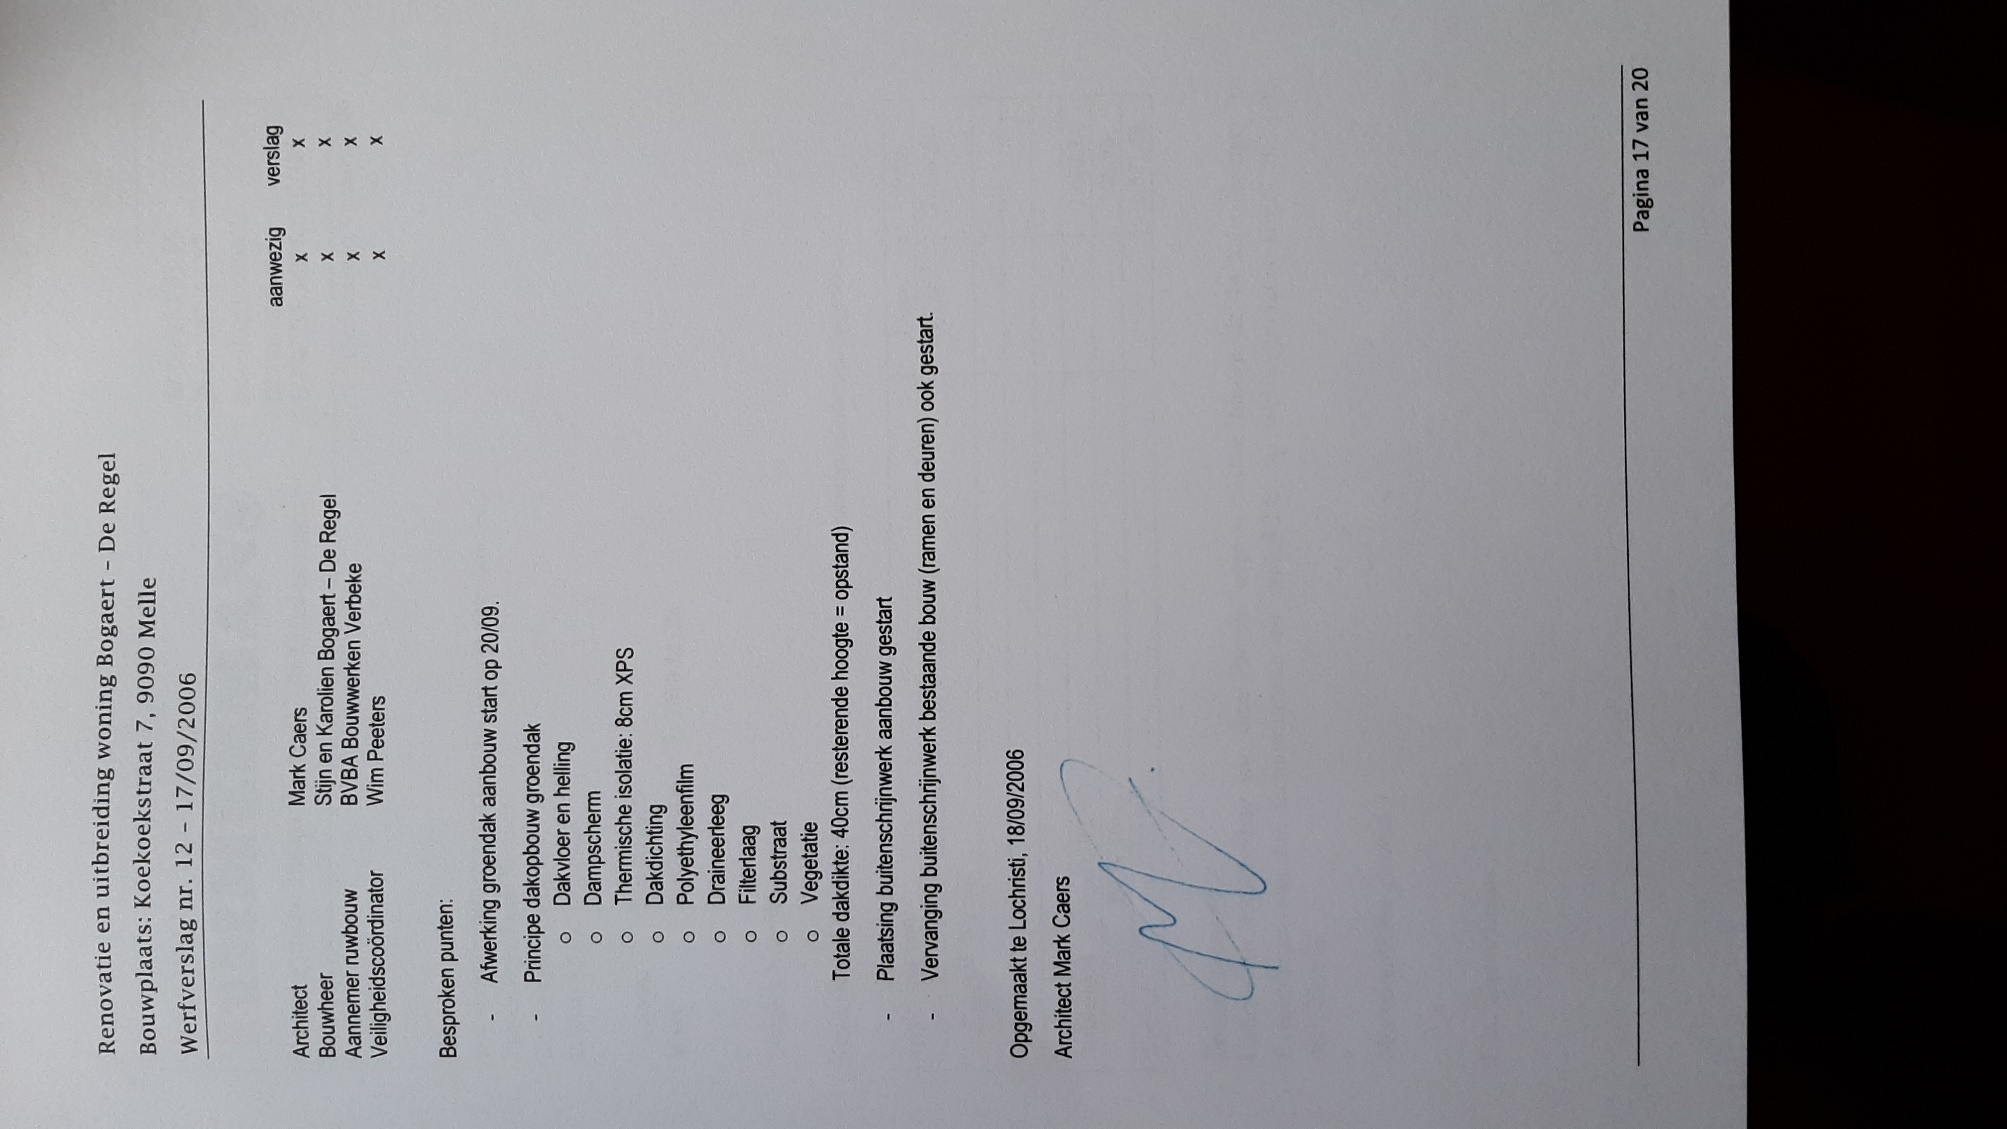 Renovatie en uitbreiding woning Bogaert – De Regel
Bouwplaats: Koekoekstraat 7, 9090 Melle
Werfverslag nr. 12 – 17/09/2006
aanwezig verslag
Architect Mark Caers x x
Bouwheer Stijn en Karolien Bogaert – De Regel x x
Aannemer ruwbouw BVBA Bouwwerken Verbeke x x
Veiligheidscoördinator Wim Peeters x x
Besproken punten:
- Afwerking groendak aanbouw start op 20/09.
- Principe dakopbouw groendak
o Dakvloer en helling
o Dampscherm
o Thermische isolatie: 8cm XPS
o Dakdichting
o Polyethyleenfilm
o Draineerleeg
o Filterlaag
o Substraat
o Vegetatie
Totale dakdikte: 40cm (resterende hoogte = opstand)
- Plaatsing buitenschrijnwerk aanbouw gestart
- Vervanging buitenschrijnwerk bestaande bouw (ramen en deuren) ook gestart.
Opgemaakt te Lochristi, 18/09/2006
Architect Mark Caers
Pagina 17 van 20